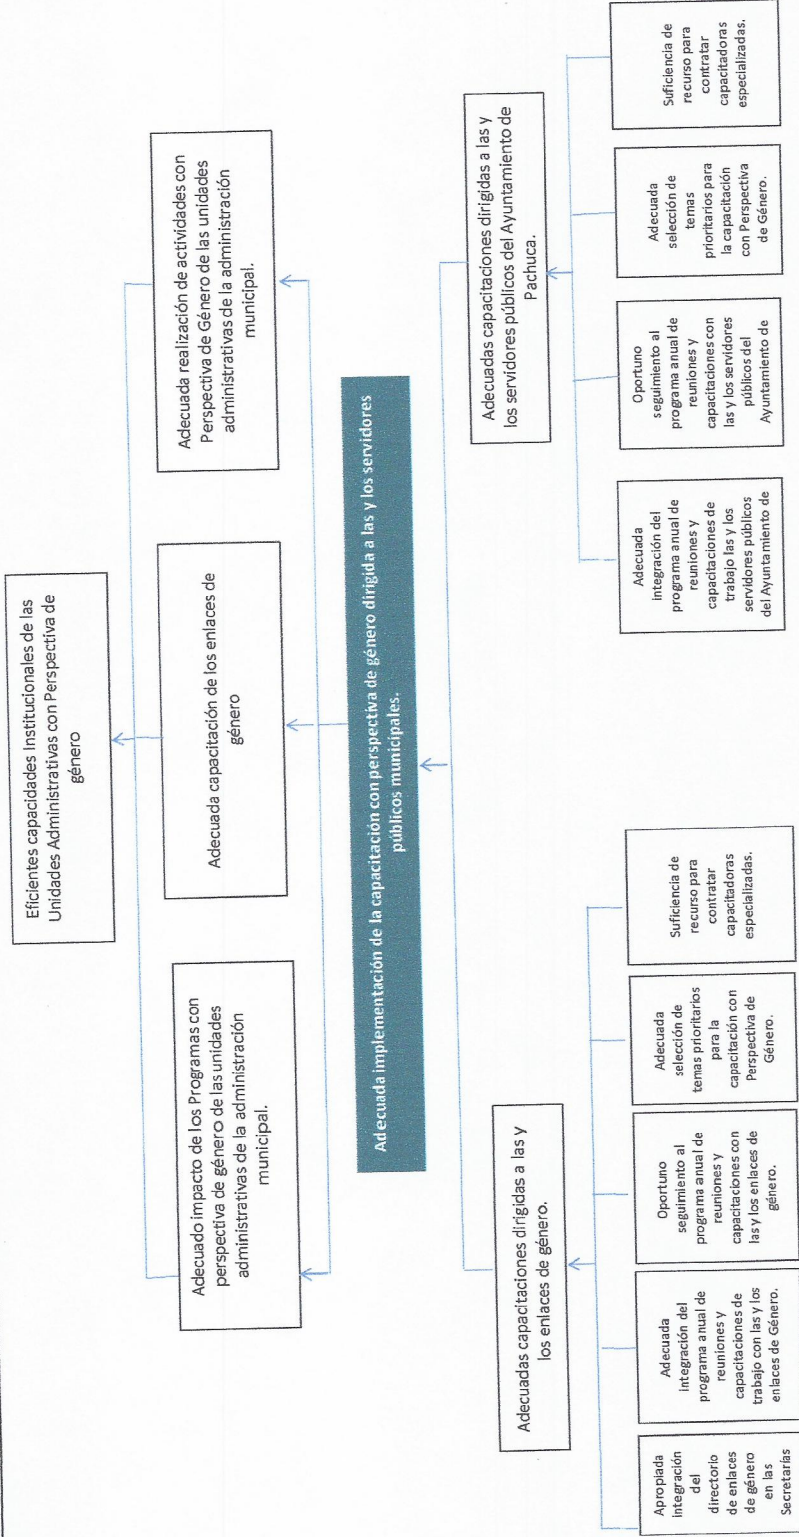 Eficientes capacidades Institucionales de las
Unidades Administrativas con Perspectiva de
género
Adecuado impacto de los Programas con
perspectiva de género de las unidades
administrativas de la administración
municipal.
Adecuada capacitación de los enlaces de
género
Adecuada realización de actividades con
Perspectiva de Género de las unidades
administrativas de la administración
municipal.
Adecuada implementación de la capacitación con perspectiva de género dirigida a las y los servidores
públicos municipales.
Adecuadas capacitaciones dirigidas a las y
los enlaces de género.
Adecuadas capacitaciones dirigidas a las y
los servidores públicos del Ayuntamiento de
Pachuca.
Apropiada
integración
del
directorio
de enlaces
de género
en las
Secretarías
Adecuada
integración del
programa anual de
reuniones y
capacitaciones de
trabajo con las y los
enlaces de Género.
Oportuno
seguimiento al
programa anual de
reuniones y
capacitaciones con
las y los enlaces de
género.
Adecuada
selección de
temas prioritarios
para la
capacitación con
Perspectiva de
Género.
Suficiencia de
recurso para
contratar
capacitadoras
especializadas.
Adecuada
integración del
programa anual de
reuniones y
capacitaciones de
trabajo las y los
servidores públicos
del Ayuntamiento de
Oportuno
seguimiento al
programa anual de
reuniones y
capacitaciones con
las y los servidores
públicos del
Ayuntamiento de
Adecuada
selección de
temas
prioritarios para
la capacitación
con Perspectiva
de Género.
Suficiencia de
recurso para
contratar
capacitadoras
especializadas.